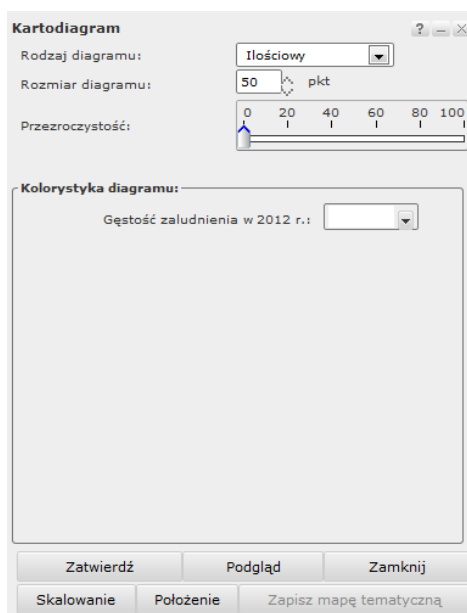 Kartodiagram ? – ×
Rodzaj diagramu: Ilościowy
Rozmiar diagramu: 50 pkt
0 20 40 60 80 100
Przezroczystość:
Kolorystyka diagramu:
Gęstość zaludnienia w 2012 r.:
Zatwierdź Podgląd Zamknij
Skalowanie Położenie Zapisz mapę tematyczną